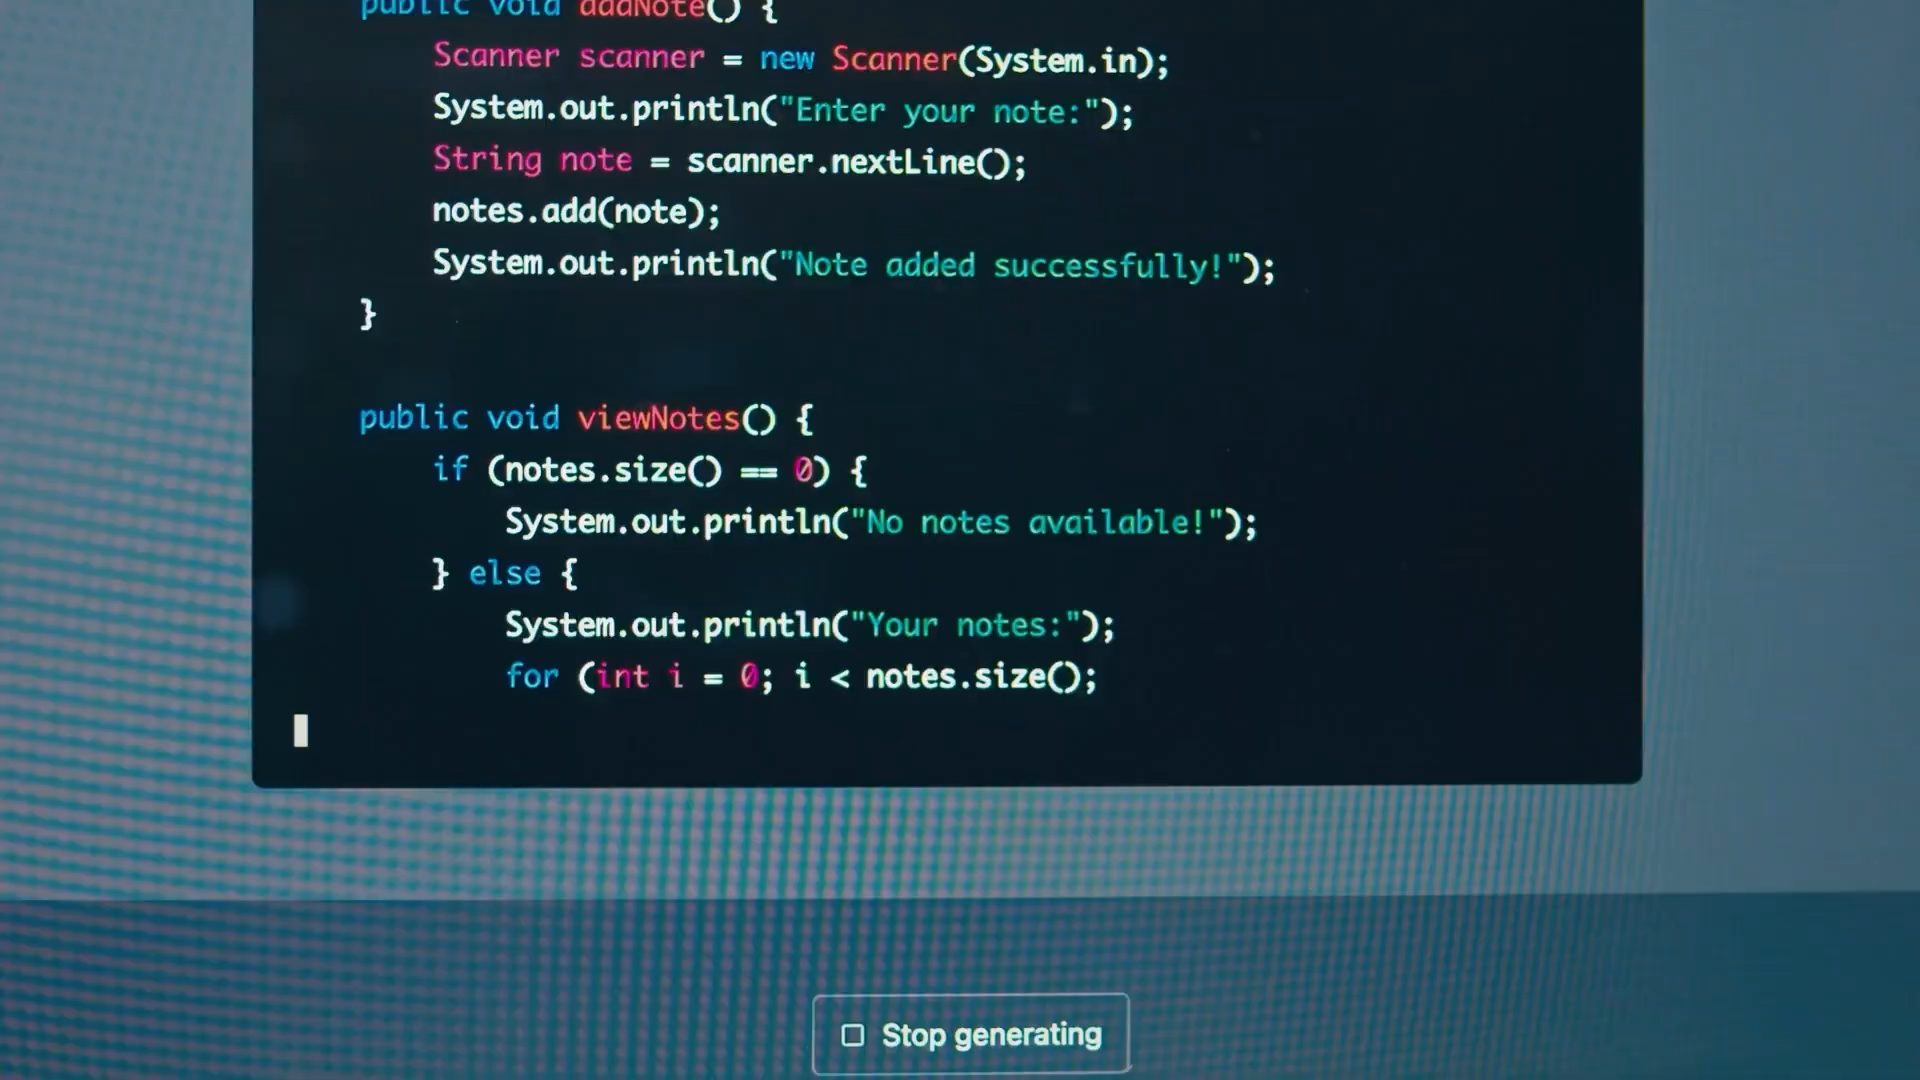 public void addNote() {
Scanner scanner = new Scanner(System.in);
System.out.println("Enter your note:");
String note = scanner.nextLine();
notes.add(note);
System.out.println("Note added successfully!");
}
public void viewNotes() {
if (notes.size() == 0) {
System.out.println("No notes available!");
} else {
System.out.println("Your notes:");
for (int i = 0; i < notes.size();
Stop generating